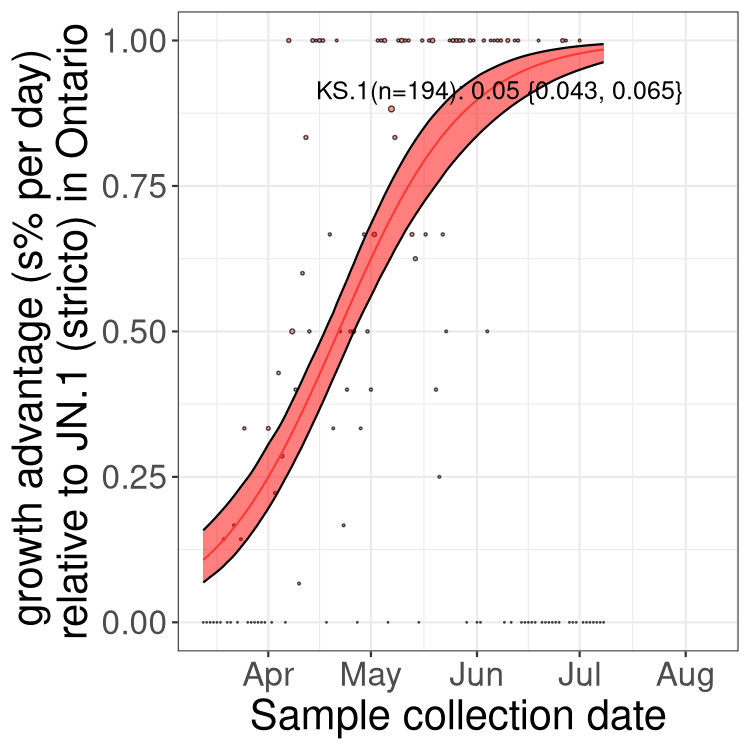 growth advantage (s% per day)
relative to JN.1 (stricto) in Ontario
1.00
0.75
0.50
0.25
0.00
KS.1(n=194): 0.05 {0.043, 0.065}
Apr May Jun Jul Aug
Sample collection date